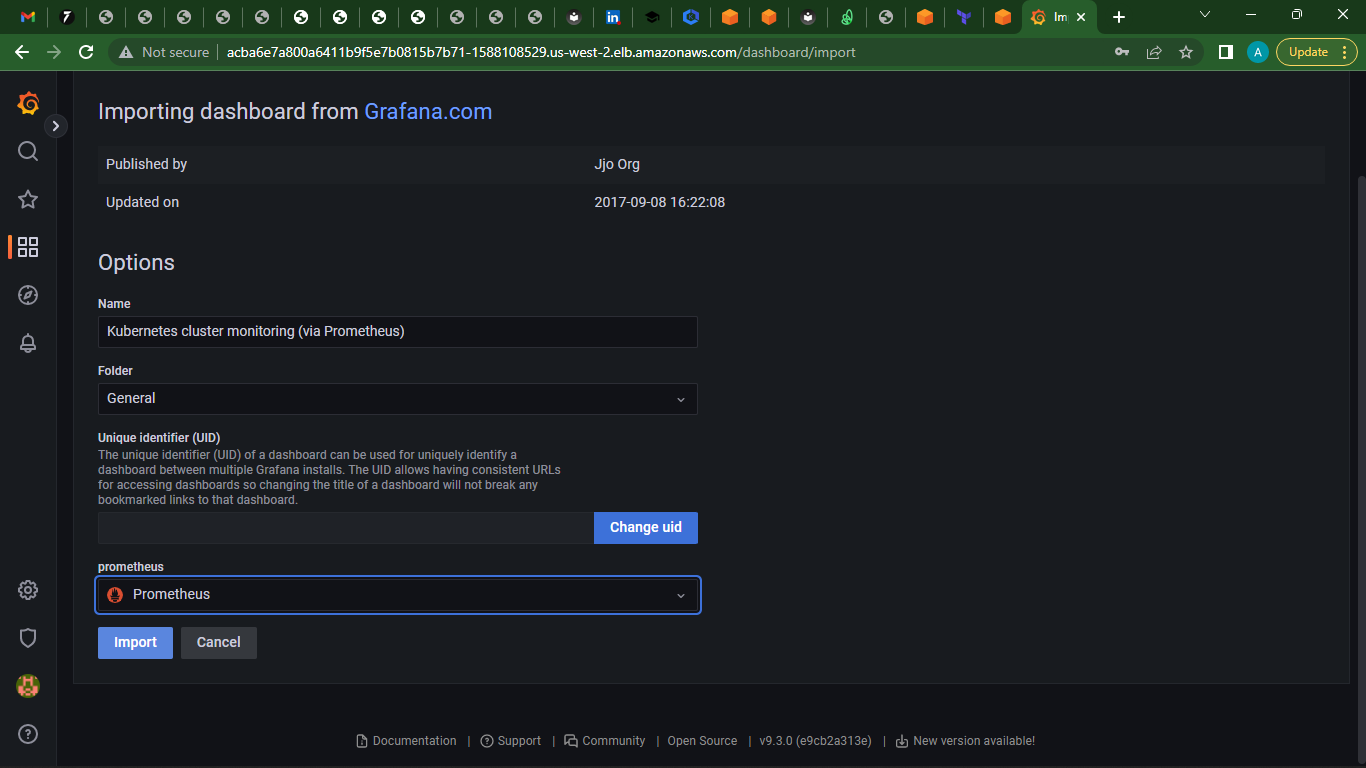 Im
Not secure
acba6e7a800a6411b9f5e7b0815b7b71-1588108529.us-west-2.elb.amazonaws.com/dashboard/import
A
Update
Importing dashboard from Grafana.com
Published by Jjo Org
Updated on 2017-09-08 16:22:08
Options
Name
Kubernetes cluster monitoring (via Prometheus)
Folder
General
Unique identifier (UID)
The unique identifier (UID) of a dashboard can be used for uniquely identify a
dashboard between multiple Grafana installs. The UID allows having consistent URLs
for accessing dashboards so changing the title of a dashboard will not break any
bookmarked links to that dashboard.
Change uid
prometheus
Prometheus
Import Cancel
Documentation | Support | Community | Open Source | v9.3.0 (e9cb2a313e) | New version available!